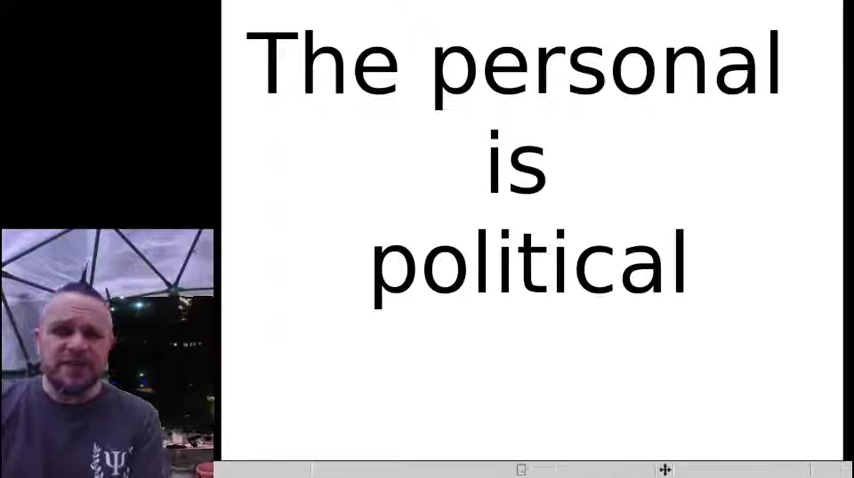 The personal
is
political
Ψ